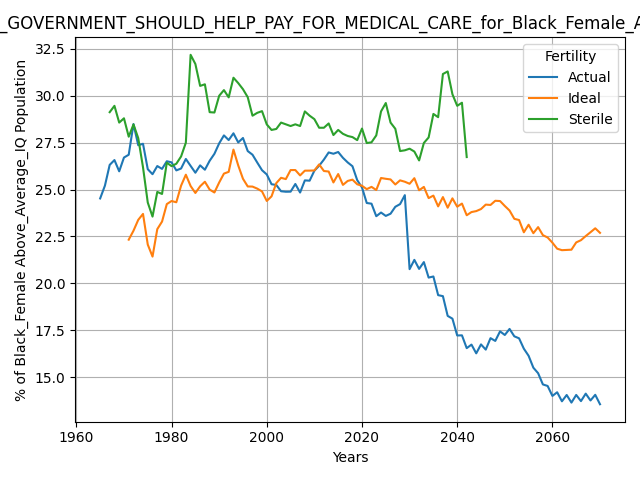 _GOVERNMENT_SHOULD_HELP_PAY_FOR_MEDICAL_CARE_for_Black_Female_A
% of Black_Female Above_Average_IQ Population
32.5
30.0
27.5
25.0
22.5
20.0
17.5
15.0
Fertility
Actual
Ideal
Sterile
1960
1980
2000
2020
2040
2060
Years